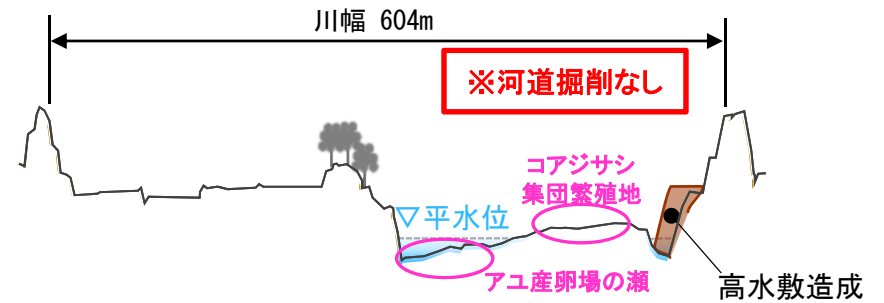 川幅 604m
※河道掘削なし
コアジサシ
集団繁殖地
▽平水位
アユ産卵場の瀬
高水敷造成